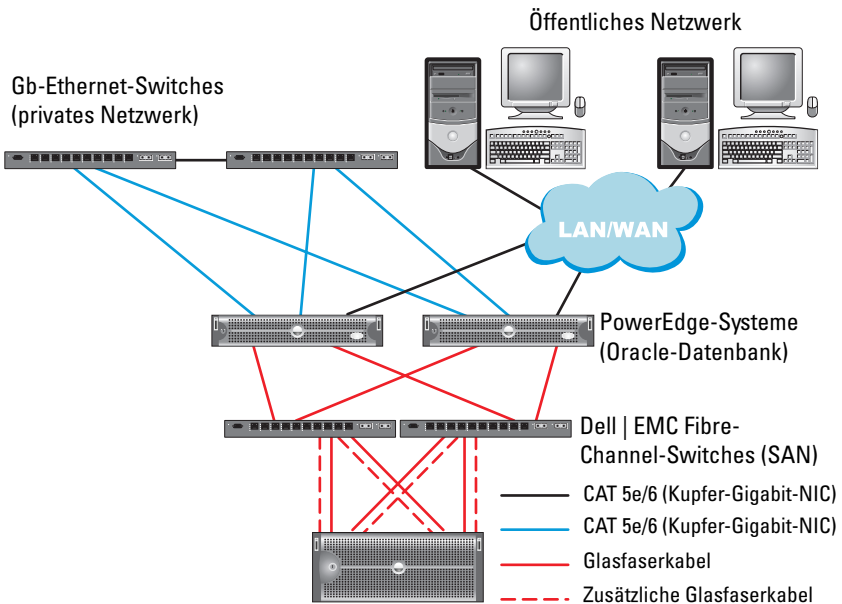 Öffentliches Netzwerk
Gb-Ethernet-Switches
(privates Netzwerk)
LAN/WAN
PowerEdge-Systeme
(Oracle-Datenbank)
Dell | EMC Fibre-
Channel-Switches (SAN)
CAT 5e/6 (Kupfer-Gigabit-NIC)
CAT 5e/6 (Kupfer-Gigabit-NIC)
Glasfaserkabel
Zusätzliche Glasfaserkabel